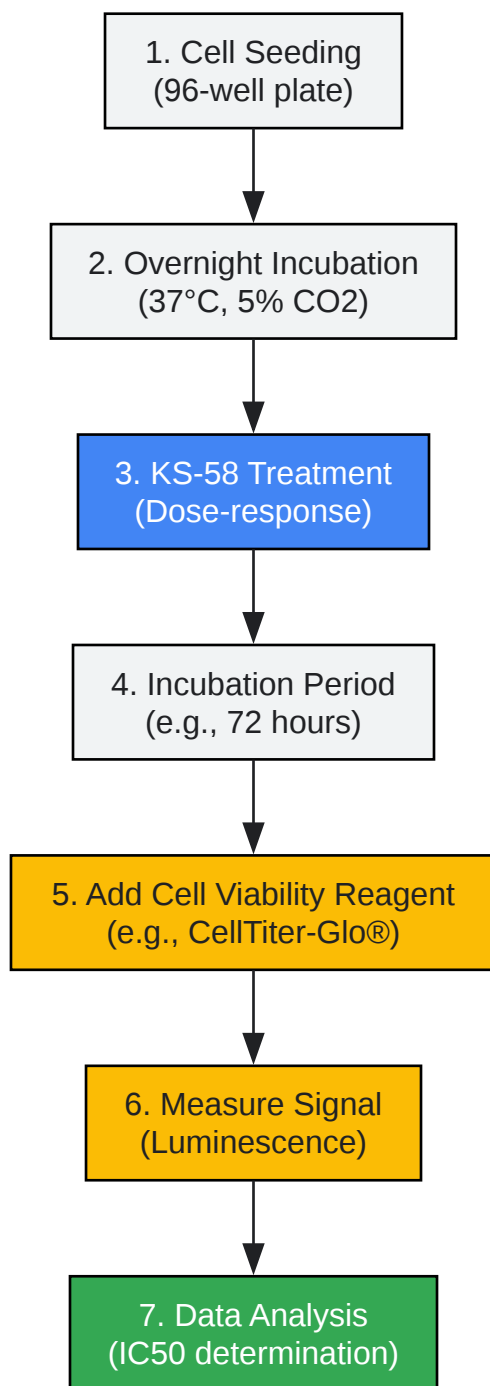 1. Cell Seeding
(96-well plate)
2. Overnight Incubation
(37°C, 5% CO2)
3. KS-58 Treatment
(Dose-response)
4. Incubation Period
(e.g., 72 hours)
5. Add Cell Viability Reagent
(e.g., CellTiter-Glo®)
6. Measure Signal
(Luminescence)
7. Data Analysis
(IC50 determination)